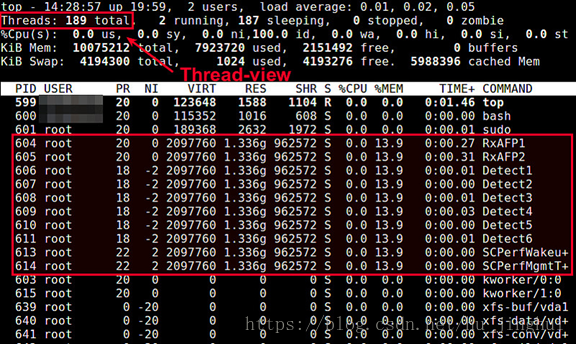 top - 14:28:57 up 19:59,  2 users,  load average: 0.01, 0.02, 0.05
Threads: 189 total,   2 running, 187 sleeping,   0 stopped,   0 zombie
%Cpu(s):  0.0 us,  0.0 sy,  0.0 ni,100.0 id,  0.0 wa,  0.0 hi,  0.0 si,  0.0 st
KiB Mem:  10075212 total,  7923720 used,  2151492 free,        0 buffers
KiB Swap:  4194300 total,     1024 used,  4193276 free.  5988396 cached Mem
Thread-view
PID USER PR NI VIRT RES SHR S %CPU %MEM TIME+ COMMAND
599 20 0 123648 1588 1104 R 0.0 0.0 0:01.46 top
600 20 0 115352 1016 608 S 0.0 0.0 0:00.00 bash
601 root 20 0 189368 2632 1972 S 0.0 0.0 0:00.01 sudo
604 root 20 0 2097760 1.336g 962572 S 0.0 13.9 0:00.27 RxAFP1
605 root 20 0 2097760 1.336g 962572 S 0.0 13.9 0:00.31 RxAFP2
606 root 18 -2 2097760 1.336g 962572 S 0.0 13.9 0:00.01 Detect1
607 root 18 -2 2097760 1.336g 962572 S 0.0 13.9 0:00.00 Detect2
608 root 18 -2 2097760 1.336g 962572 S 0.0 13.9 0:00.01 Detect3
609 root 18 -2 2097760 1.336g 962572 S 0.0 13.9 0:00.03 Detect4
610 root 18 -2 2097760 1.336g 962572 S 0.0 13.9 0:00.00 Detect5
611 root 18 -2 2097760 1.336g 962572 S 0.0 13.9 0:00.01 Detect6
613 root 22 2 2097760 1.336g 962572 S 0.0 13.9 0:00.00 SCPerfWakeu+
614 root 22 2 2097760 1.336g 962572 S 0.0 13.9 0:00.00 SCPerfMgmtT+
603 root 20 0 0 0 0 S 0.0 0.0 0:00.00 kworker/0:0
615 root 20 0 0 0 0 S 0.0 0.0 0:00.00 kworker/1:0
639 root 0 -20 0 0 0 S 0.0 0.0 0:00.00 xfs-buf/vda1
640 root 0 -20 0 0 0 S 0.0 0.0 0:00.00 xfs-data/vd+
641 root 0 -20 0 0 0 S 0.0 0.0 0:00.00 xfs-conv/vd+